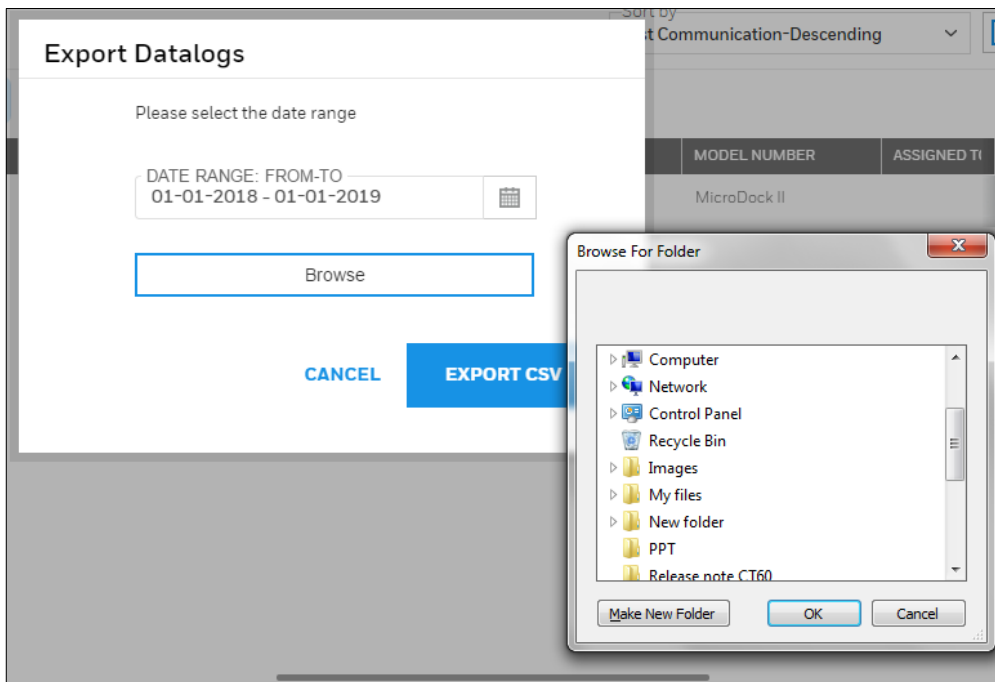 Sort by
st Communication-Descending
Export Datalogs
Please select the date range
DATE RANGE: FROM-TO
01-01-2018 - 01-01-2019
Browse
CANCEL
EXPORT CSV
MODEL NUMBER
ASSIGNED TO
MicroDock II
Browse For Folder
Computer
Network
Control Panel
Recycle Bin
Images
My files
New folder
PPT
Release note CT60
Make New Folder
OK
Cancel